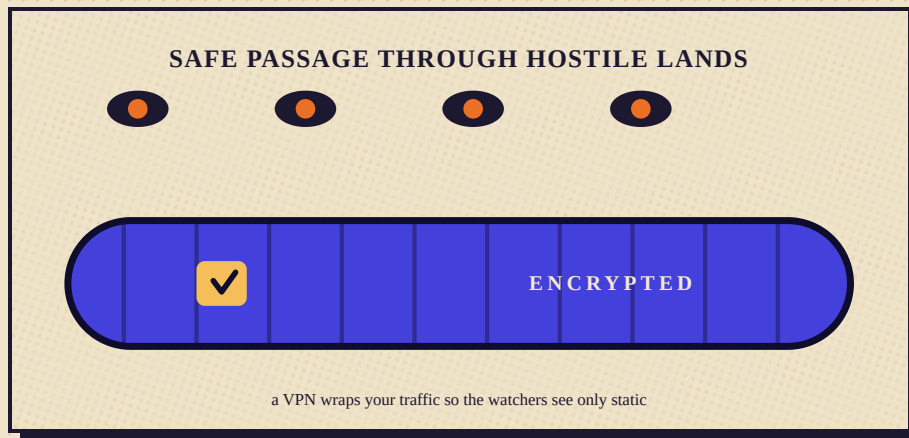 SAFE PASSAGE THROUGH HOSTILE LANDS
ENCRYPTED
a VPN wraps your traffic so the watchers see only static